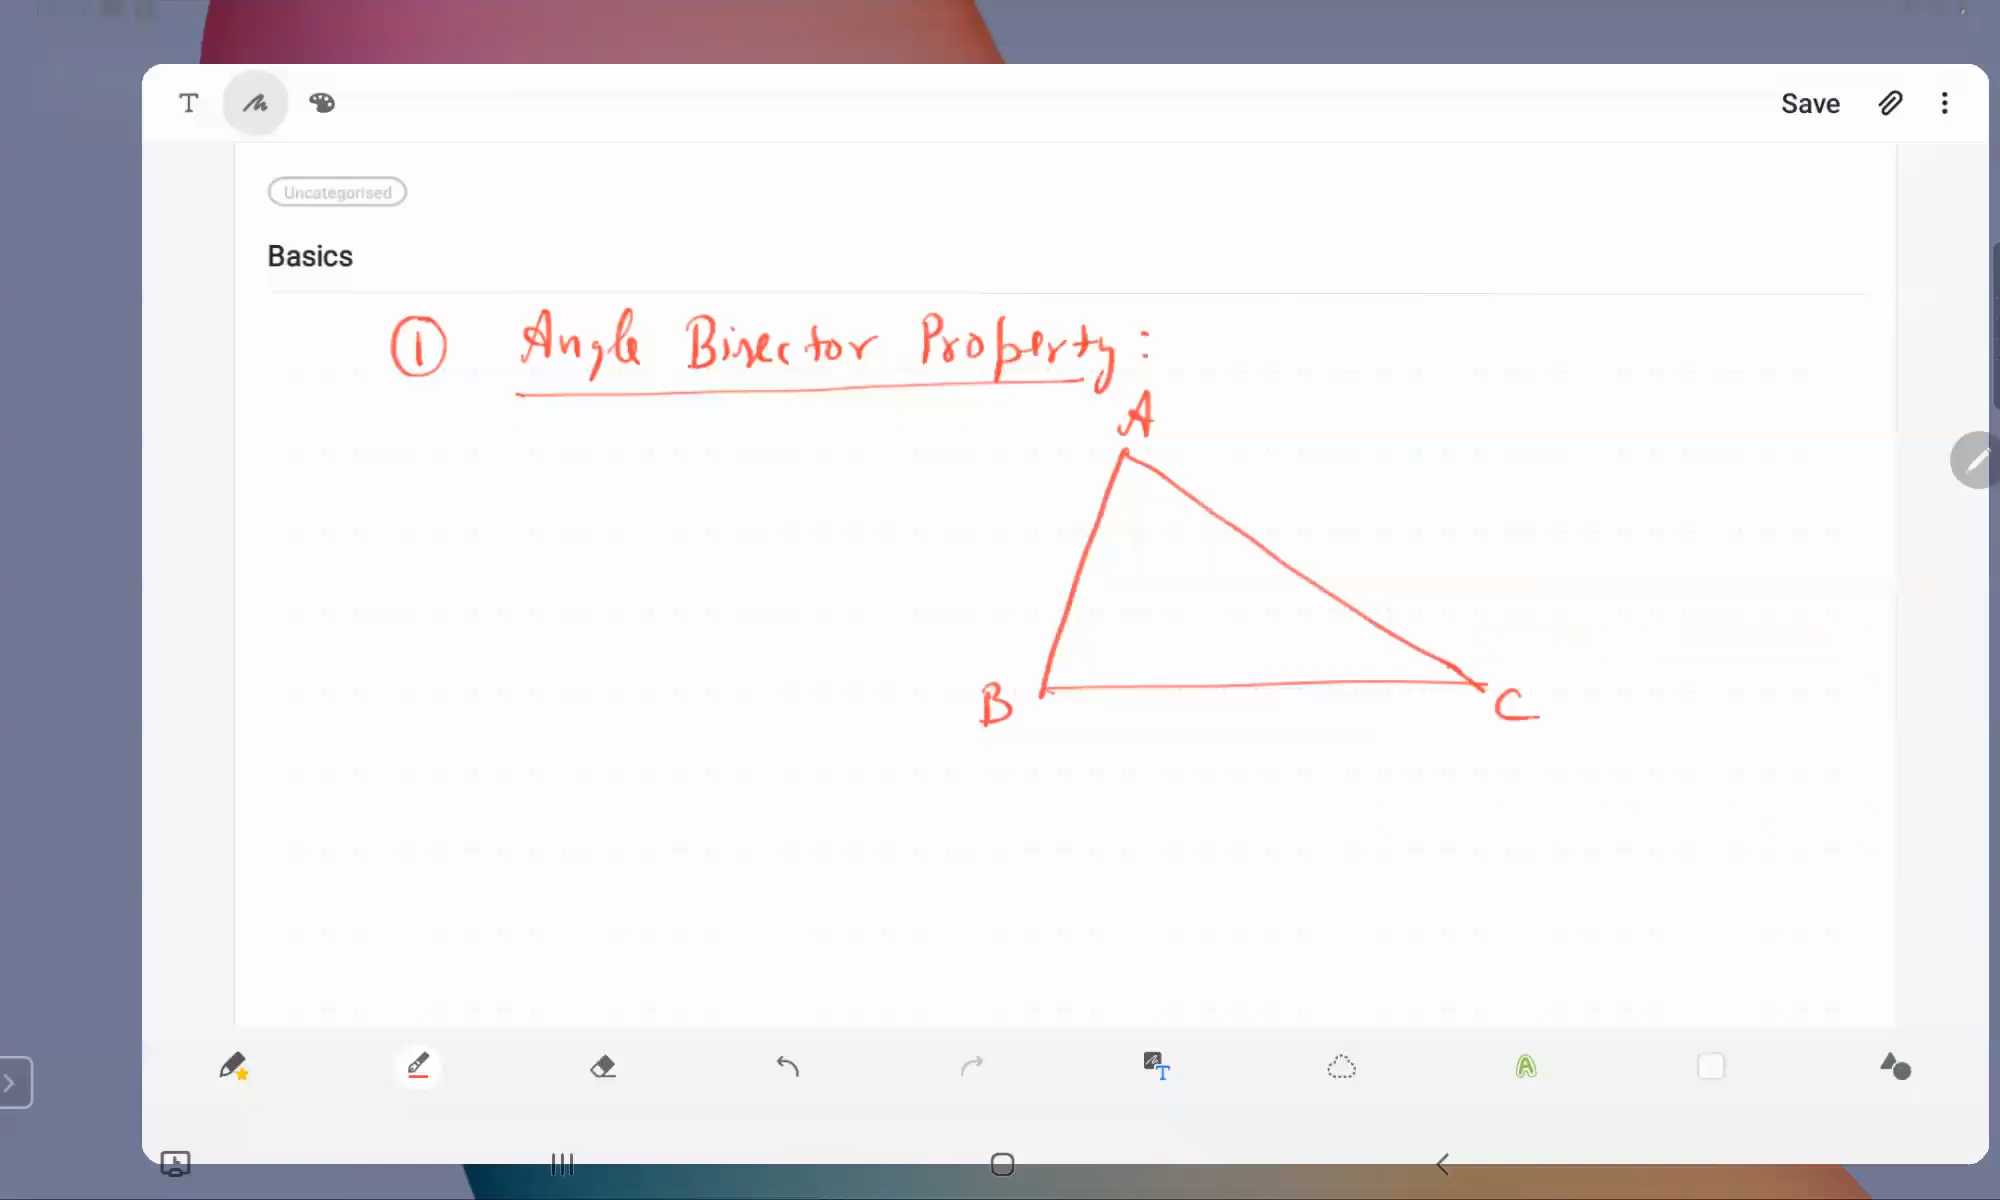 Save
Uncategorised
Basics
① Angle Bisector Property:
A
B
C